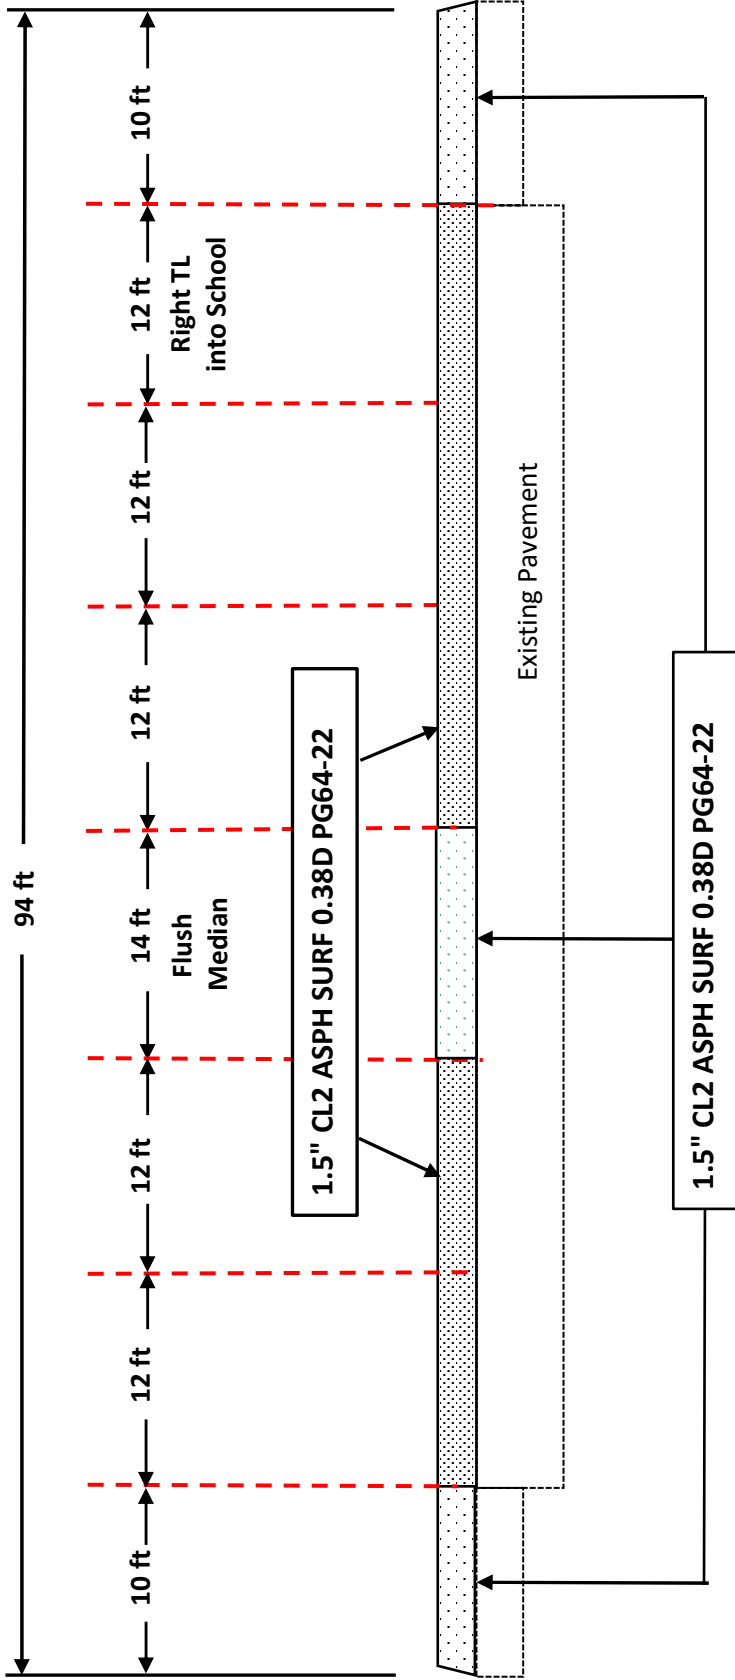 94 ft
10 ft
12 ft
12 ft
14 ft
12 ft
12 ft
12 ft
10 ft
Flush
Median
Right TL
into School
1.5" CL2 ASPH SURF 0.38D PG64-22
Existing Pavement
1.5" CL2 ASPH SURF 0.38D PG64-22